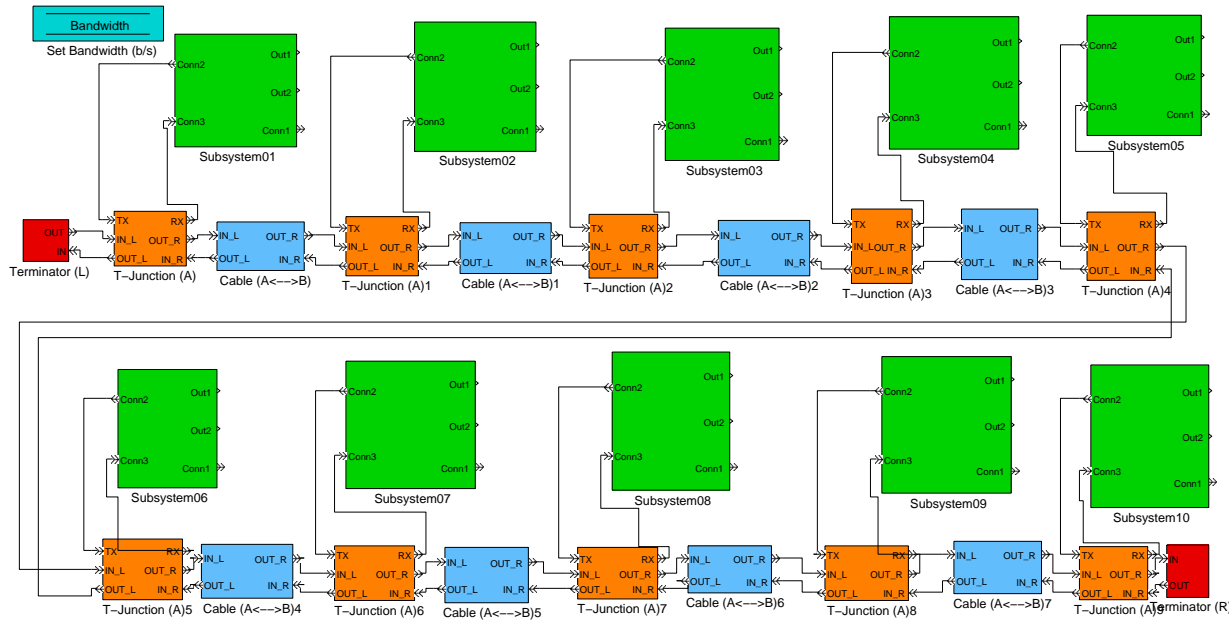 Bandwidth
Set Bandwidth (b/s)
Conn2
Out1
Out2
Conn3
Conn1
Subsystem01
Conn2
Out1
Out2
Conn3
Conn1
Subsystem02
Conn2
Out1
Out2
Conn3
Conn1
Subsystem03
Conn2
Out1
Out2
Conn3
Conn1
Subsystem04
Conn2
Out1
Out2
Conn3
Conn1
Subsystem05
OUT
IN
Terminator (L)
TX RX
IN_L OUT_R
OUT_L IN_R
T−Junction (A)
IN_L OUT_R
OUT_L IN_R
Cable (A<−−>B)
TX RX
IN_L OUT_R
OUT_L IN_R
T−Junction (A)1
IN_L OUT_R
OUT_L IN_R
Cable (A<−−>B)1
TX RX
IN_L OUT_R
OUT_L IN_R
T−Junction (A)2
IN_L OUT_R
OUT_L IN_R
Cable (A<−−>B)2
TX RX
IN_L OUT_R
OUT_L IN_R
T−Junction (A)3
IN_L OUT_R
OUT_L IN_R
Cable (A<−−>B)3
TX RX
IN_L OUT_R
OUT_L IN_R
T−Junction (A)4
Conn2
Out1
Out2
Conn3
Conn1
Subsystem06
Conn2
Out1
Out2
Conn3
Conn1
Subsystem07
Conn2
Out1
Out2
Conn3
Conn1
Subsystem08
Conn2
Out1
Out2
Conn3
Conn1
Subsystem09
Conn2
Out1
Out2
Conn3
Conn1
Subsystem10
TX RX
IN_L OUT_R
OUT_L IN_R
T−Junction (A)5
IN_L OUT_R
OUT_L IN_R
Cable (A<−−>B)4
TX RX
IN_L OUT_R
OUT_L IN_R
T−Junction (A)6
IN_L OUT_R
OUT_L IN_R
Cable (A<−−>B)5
TX RX
IN_L OUT_R
OUT_L IN_R
T−Junction (A)7
IN_L OUT_R
OUT_L IN_R
Cable (A<−−>B)6
TX RX
IN_L OUT_R
OUT_L IN_R
T−Junction (A)8
IN_L OUT_R
OUT_L IN_R
Cable (A<−−>B)7
TX RX
IN_L OUT_R
OUT_L IN_R
T−Junction (A)9
IN
OUT
Terminator (R)